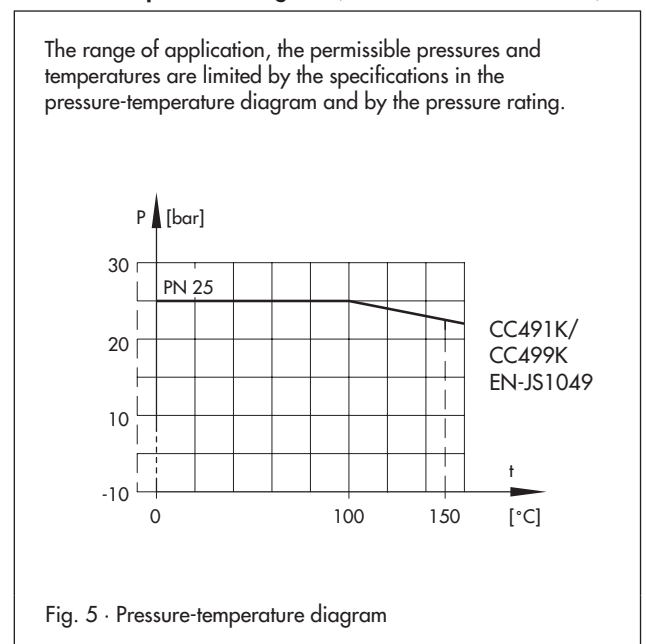 The range of application, the permissible pressures and
temperatures are limited by the specifications in the
pressure-temperature diagram and by the pressure rating.
P [bar]
30
PN 25
20
10
-10
CC491K/
CC499K
EN-JS1049
t
0 100 150 [°C]
Fig. 5 · Pressure-temperature diagram